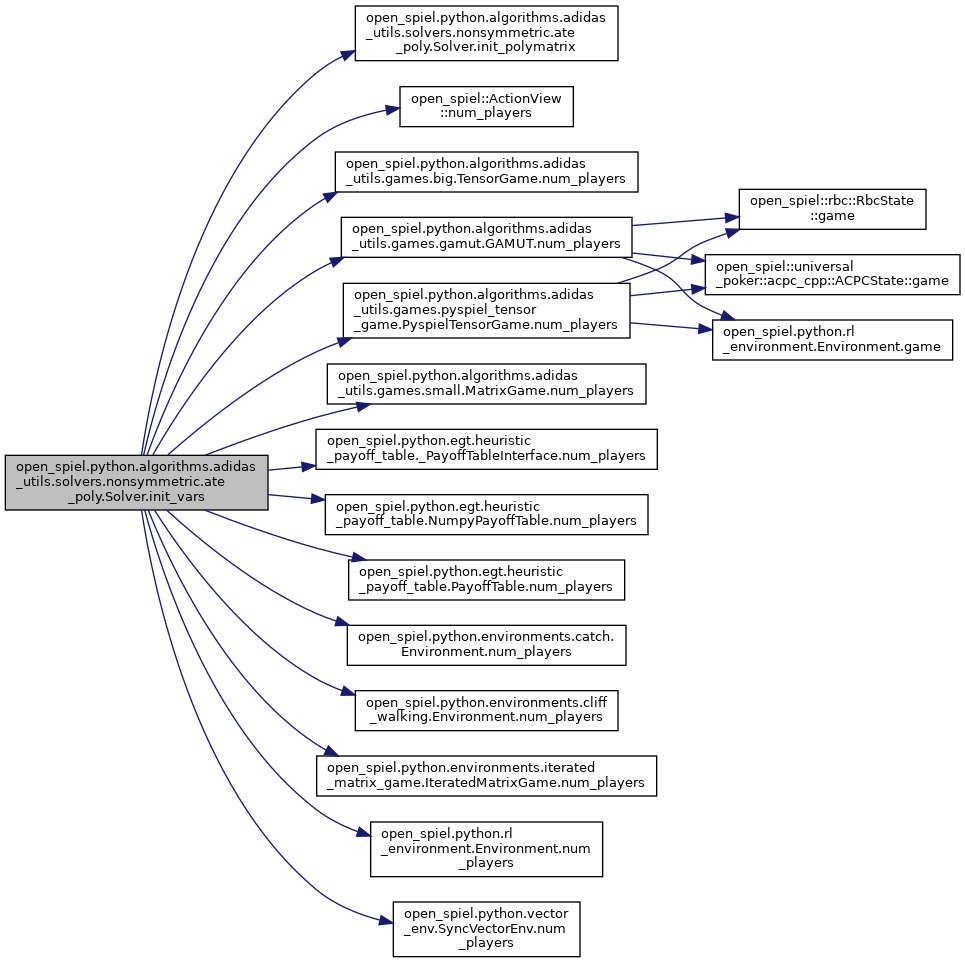 open_spiel.python.algorithms.adidas
_utils.solvers.nonsymmetric.ate
_poly.Solver.init_vars
open_spiel.python.algorithms.adidas
_utils.solvers.nonsymmetric.ate
_poly.Solver.init_polymatrix
open_spiel::ActionView
::num_players
open_spiel.python.algorithms.adidas
_utils.games.big.TensorGame.num_players
open_spiel.python.algorithms.adidas
_utils.games.gamut.GAMUT.num_players
open_spiel::rbc::RbcState
::game
open_spiel::universal
_poker::acpc_cpp::ACPCState::game
open_spiel.python.rl
_environment.Environment.game
open_spiel.python.algorithms.adidas
_utils.games.pyspiel_tensor
_game.PyspielTensorGame.num_players
open_spiel.python.algorithms.adidas
_utils.games.small.MatrixGame.num_players
open_spiel.python.egt.heuristic
_payoff_table._PayoffTableInterface.num_players
open_spiel.python.egt.heuristic
_payoff_table.NumpyPayoffTable.num_players
open_spiel.python.egt.heuristic
_payoff_table.PayoffTable.num_players
open_spiel.python.environments.catch.
Environment.num_players
open_spiel.python.environments.cliff
_walking.Environment.num_players
open_spiel.python.environments.iterated
_matrix_game.IteratedMatrixGame.num_players
open_spiel.python.rl
_environment.Environment.num
_players
open_spiel.python.vector
_env.SyncVectorEnv.num
_players